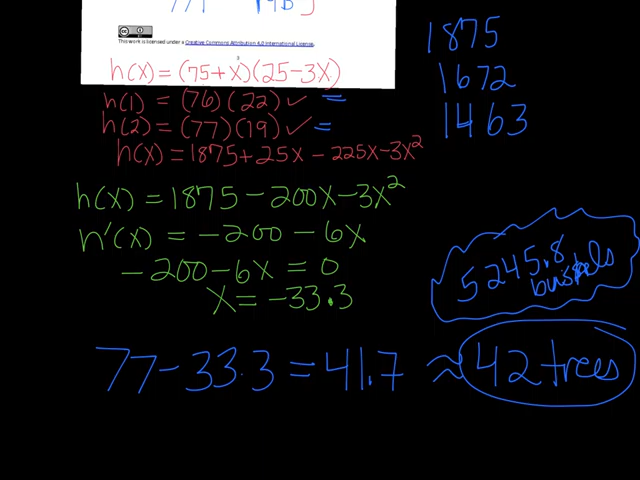 This work is licensed under a Creative Commons Attribution 4.0 International License.
3
h(x) = (75+x)(25-3x)
h(1) = (76)(22) ✓ =
h(2) = (77)(19) ✓ =
h(x) = 1875+25x - 225x-3x²
1875
1672
1463
h(x) = 1875 - 200x - 3x²
h'(x) = -200 - 6x
-200 - 6x = 0
x = -33.3
5245.8
bushels
77 - 33.3 = 41.7 ≈ 42 trees